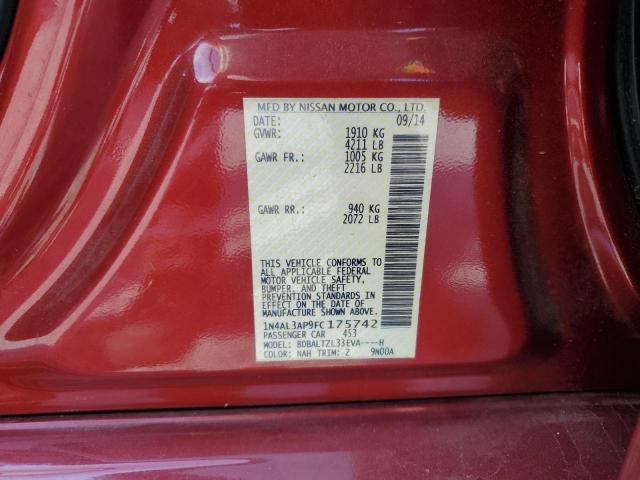 MFD BY NISSAN MOTOR CO., LTD.
DATE: 09/14
GVWR: 1910 KG
4211 LB
GAWR FR.: 1005 KG
2216 LB
GAWR RR.: 940 KG
2072 LB
THIS VEHICLE CONFORMS TO
ALL APPLICABLE FEDERAL
MOTOR VEHICLE SAFETY,
BUMPER, AND THEFT
PREVENTION STANDARDS IN
EFFECT ON THE DATE OF
MANUFACTURE SHOWN ABOVE.
1N4AL3AP9FC175742
PASSENGER CAR 453
MODEL: BDBALTZL33EVA----H
COLOR: NAH TRIM: Z 9N00A